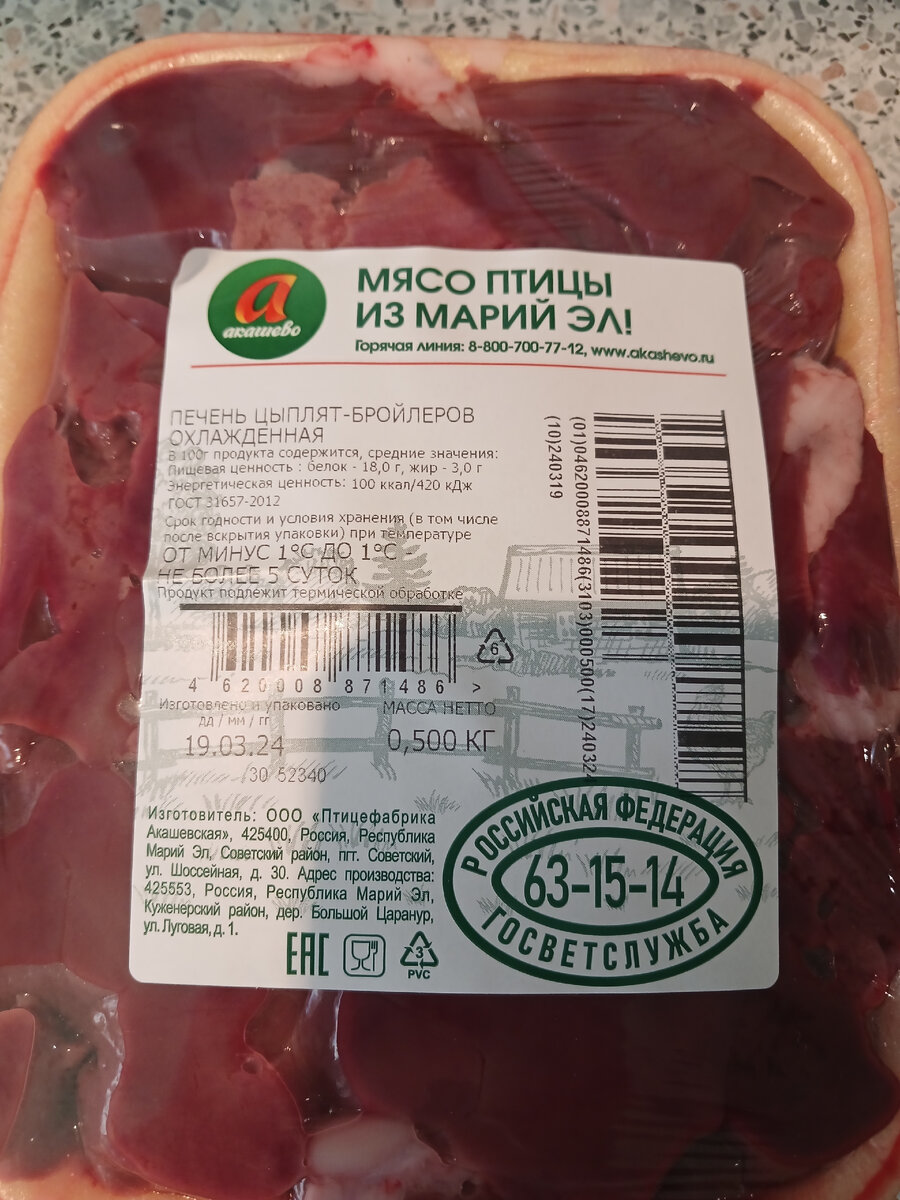 а
акашево
МЯСО ПТИЦЫ
ИЗ МАРИЙ ЭЛ!
Горячая линия: 8-800-700-77-12, www.akashevo.ru
ПЕЧЕНЬ ЦЫПЛЯТ-БРОЙЛЕРОВ
ОХЛАЖДЕННАЯ
В 100г продукта содержится, средние значения:
Пищевая ценность : белок - 18,0 г, жир - 3,0 г
Энергетическая ценность: 100 ккал/420 кДж
ГОСТ 31657-2012
Срок годности и условия хранения (в том числе
после вскрытия упаковки) при температуре
ОТ МИНУС 1°С ДО 1°С
НЕ БОЛЕЕ 5 СУТОК
Продукт подлежит термической обработке
4 620008 871486 >
6
Изготовлено и упаковано
дд / мм / гг
19.03.24
МАССА НЕТТО
0,500 КГ
30 52340
(01)04620008871486(3103)000500(17)24032
(10)240319
Изготовитель: ООО «Птицефабрика
Акашевская», 425400, Россия, Республика
Марий Эл, Советский район, пгт. Советский,
ул. Шоссейная, д. 30. Адрес производства:
425553, Россия, Республика Марий Эл,
Куженерский район, дер. Большой Царанур,
ул. Луговая, д. 1.
EAC
3
PVC
РОССИЙСКАЯ ФЕДЕРАЦИЯ
63-15-14
ГОСВЕТСЛУЖБА